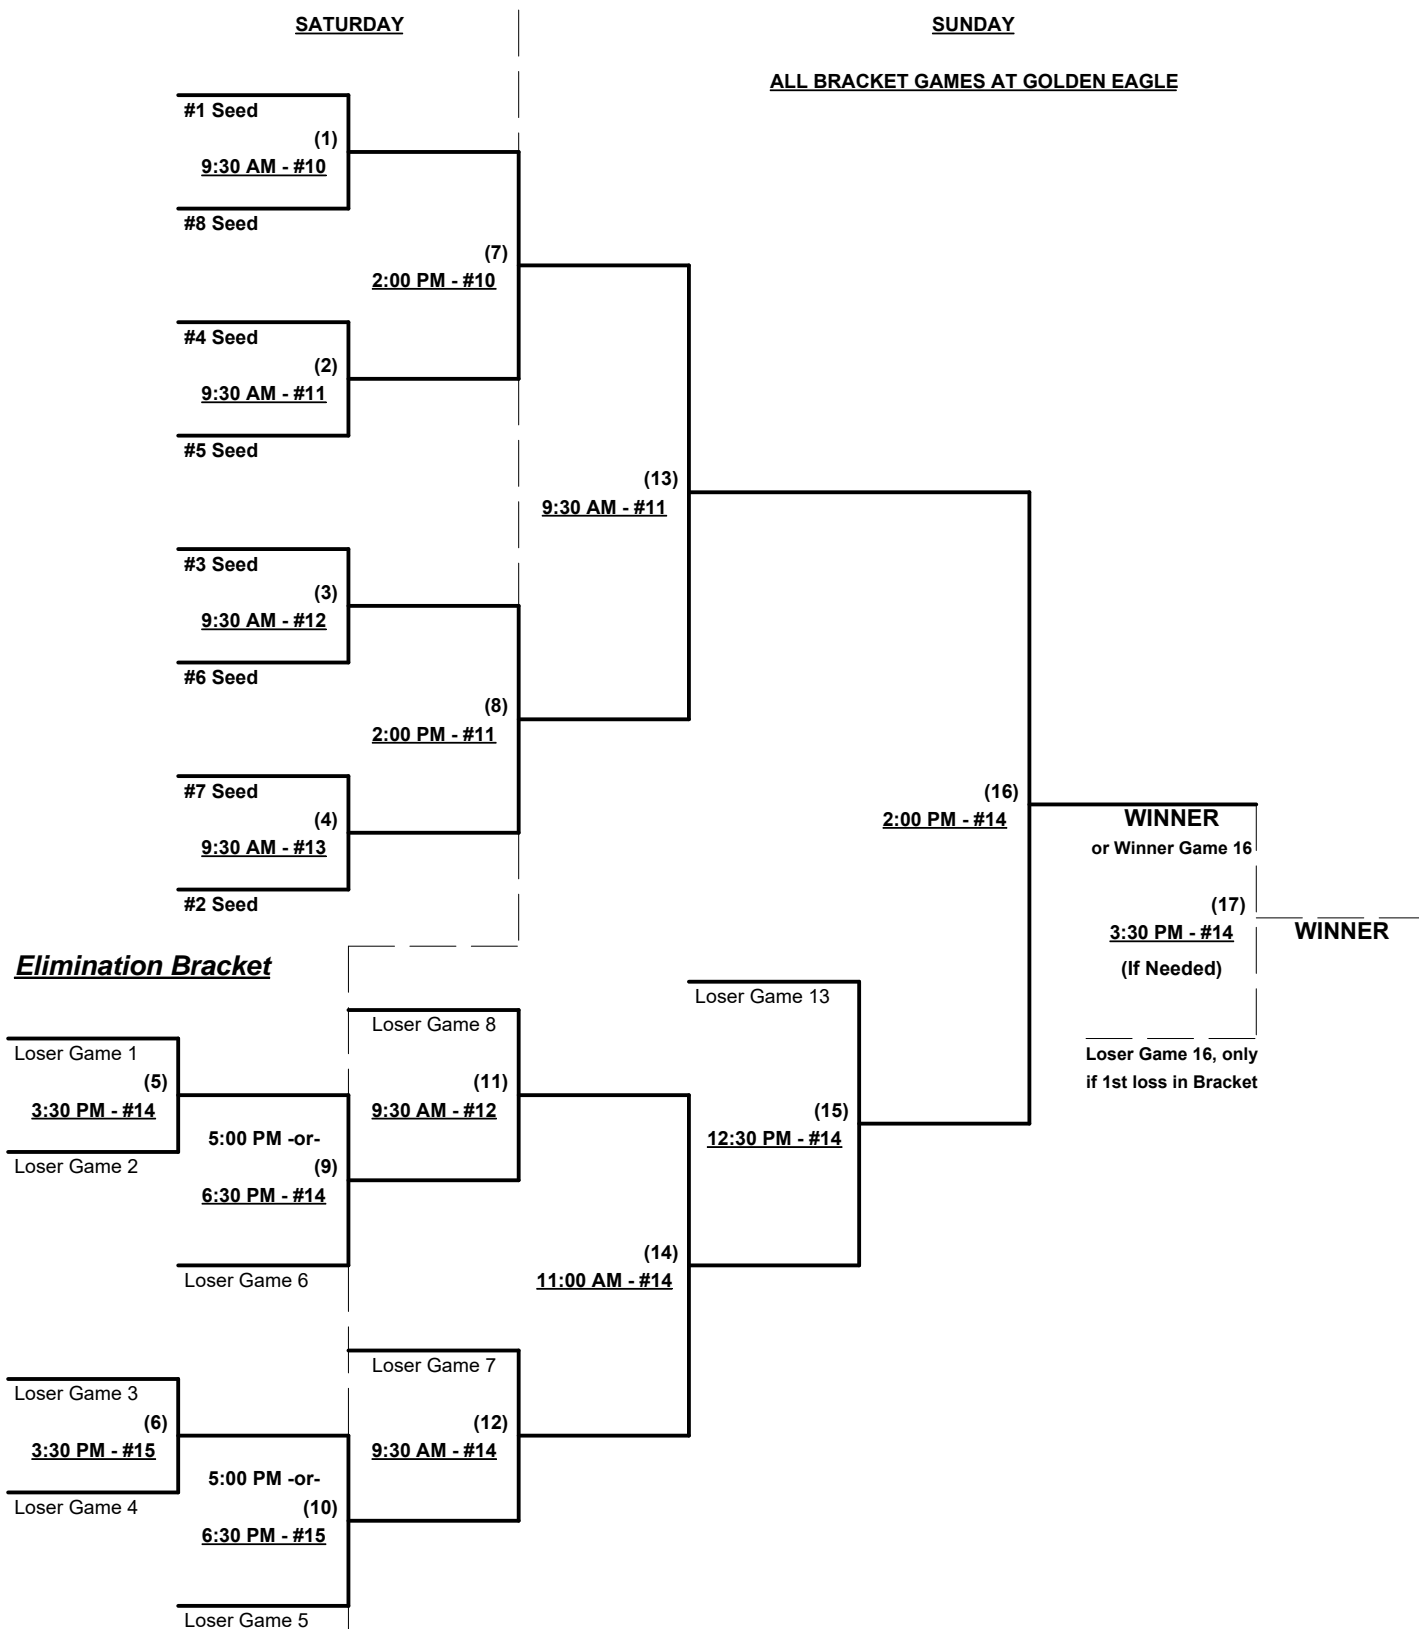 SATURDAY
SUNDAY
ALL BRACKET GAMES AT GOLDEN EAGLE
#1 Seed
(1)
9:30 AM - #10
#8 Seed
(7)
2:00 PM - #10
#4 Seed
(2)
9:30 AM - #11
#5 Seed
(13)
9:30 AM - #11
#3 Seed
(3)
9:30 AM - #12
#6 Seed
(8)
2:00 PM - #11
#7 Seed
(4)
9:30 AM - #13
#2 Seed
(16)
2:00 PM - #14
WINNER
or Winner Game 16
(17)
3:30 PM - #14
(If Needed)
WINNER
Loser Game 16, only
if 1st loss in Bracket
Elimination Bracket
Loser Game 1
(5)
3:30 PM - #14
Loser Game 2
5:00 PM -or-
(9)
6:30 PM - #14
Loser Game 6
Loser Game 8
(11)
9:30 AM - #12
Loser Game 13
(15)
12:30 PM - #14
(14)
11:00 AM - #14
Loser Game 3
(6)
3:30 PM - #15
Loser Game 4
5:00 PM -or-
(10)
6:30 PM - #15
Loser Game 5
Loser Game 7
(12)
9:30 AM - #14